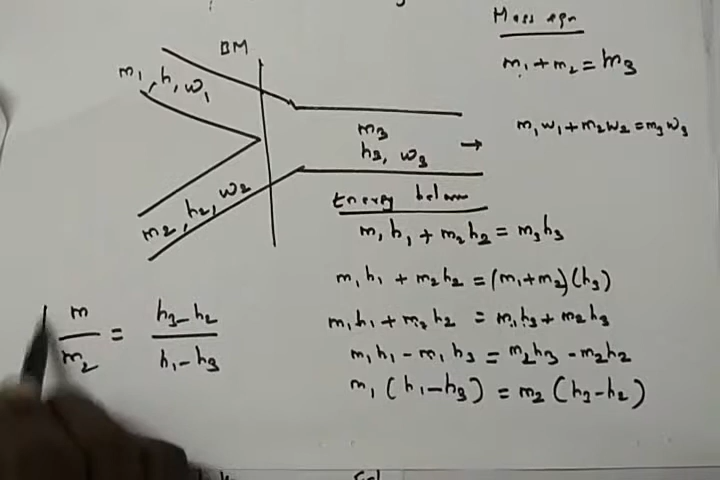 Mass eqn
BM
m1 + m2 = m3
m1, h, w1
m1w1 + m2w2 = m3w3
m3
h3, w3
m2, h2, w2
Energy balan
m1h1 + m2h2 = m3h3
m1h1 + m2h2 = (m1+m2)(h3)
m1h1 + m2h2 = m1h3 + m2h3
m1h1 - m1h3 = m2h3 - m2h2
m1(h1-h3) = m2(h3-h2)
m/m2 = h3-h2/h1-h3